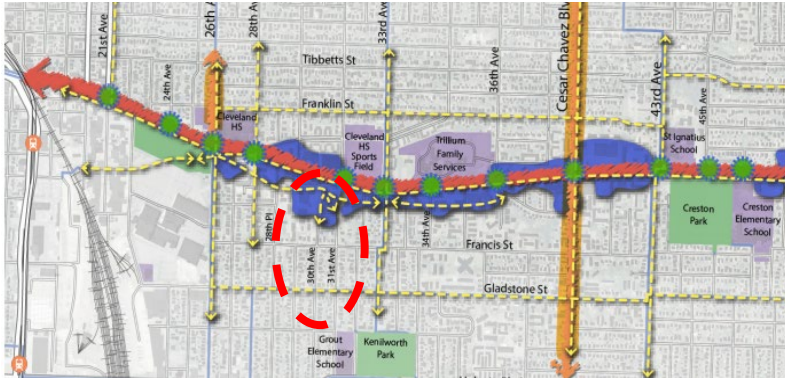 21st Ave
24th Ave
26th A
28th Ave
33rd Ave
36th Ave
Cesar Chavez Blv
43rd Ave
45th Ave
Tibbetts St
Franklin St
Cleveland
HS
Cleveland
HS
Sports
Field
Trillium
Family
Services
St Ignatius
School
28th Pl
30th Ave
31st Ave
34th Ave
Francis St
Creston
Park
Creston
Elementary
School
Gladstone St
Grout
Elementary
School
Kenilworth
Park